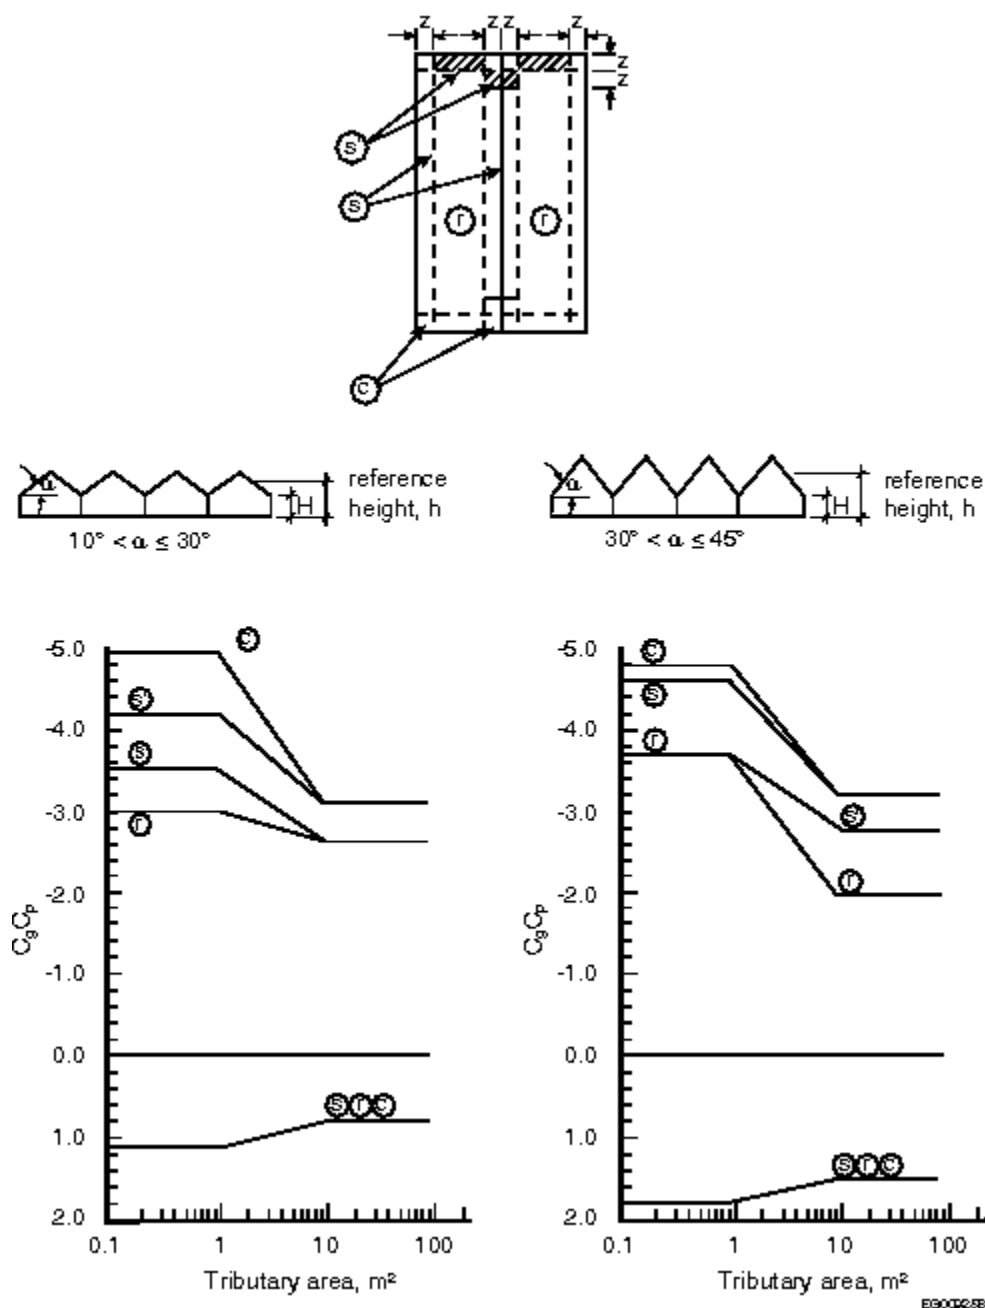 z z z z
z
z
s'
s
r r
c
α H reference
height, h
10° < α ≤ 30°
α H reference
height, h
30° < α ≤ 45°
-5.0
-4.0
-3.0
-2.0
-1.0
0.0
1.0
2.0
CgCp
c
s'
s
r
s r c
0.1 1 10 100
Tributary area, m²
-5.0
-4.0
-3.0
-2.0
-1.0
0.0
1.0
2.0
CgCp
c
s
r
s'
r
s r c
0.1 1 10 100
Tributary area, m²